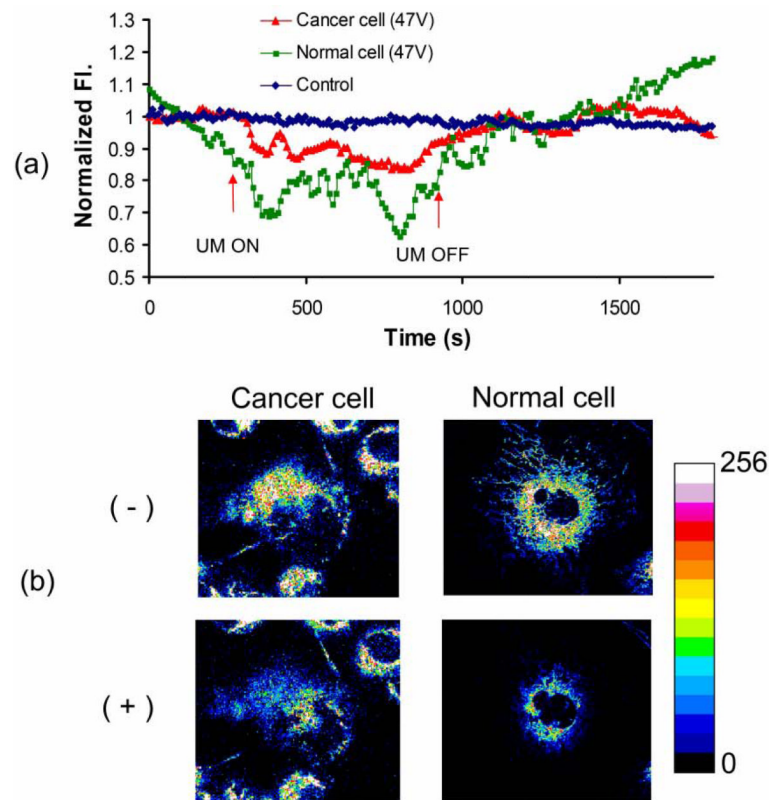 1.3
1.2
1.1
1
0.9
0.8
0.7
0.6
0.5
Normalized Fl.
(a)
Cancer cell (47V)
Normal cell (47V)
Control
UM ON
UM OFF
0
500
1000
1500
Time (s)
(b)
Cancer cell
Normal cell
( - )
( + )
256
0